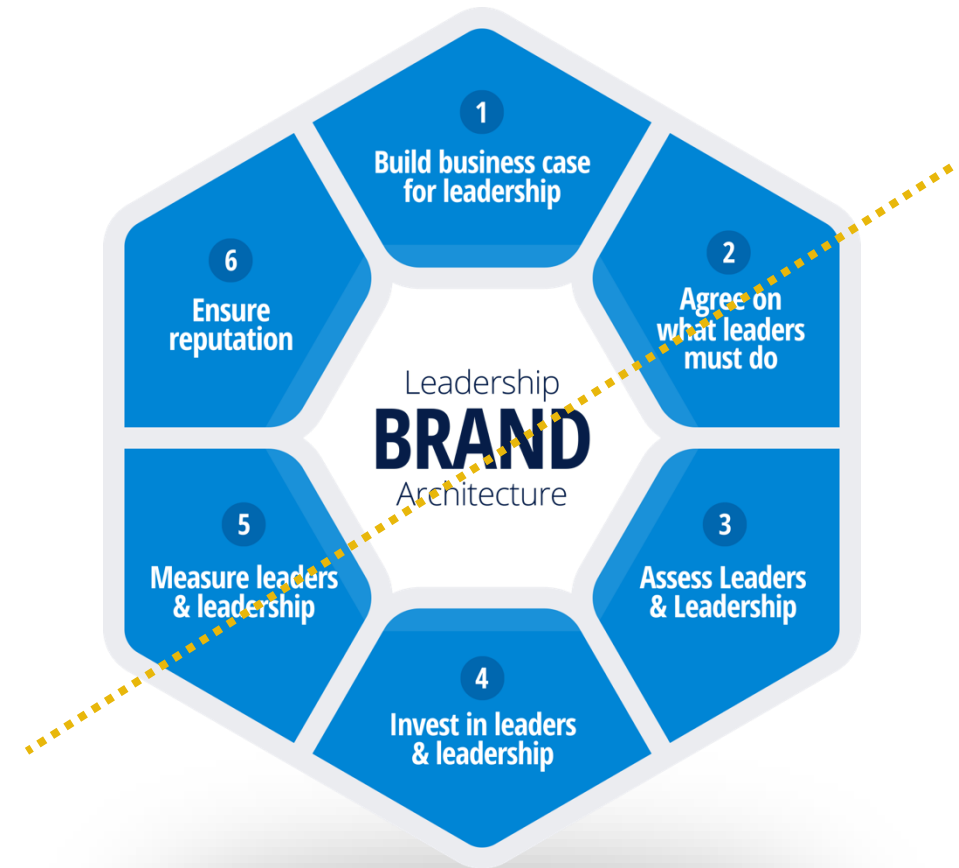 1
Build business case
for leadership
2
Agree on
what leaders
must do
3
Assess Leaders
& Leadership
4
Invest in leaders
& leadership
5
Measure leaders
& leadership
6
Ensure
reputation
Leadership
BRAND
Architecture